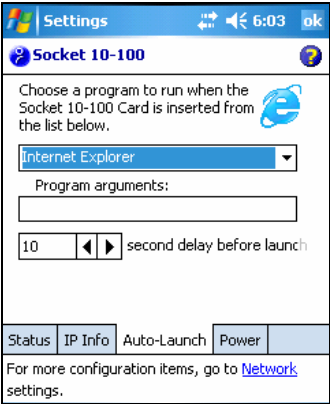 Settings 6:03 ok
Socket 10-100
Choose a program to run when the
Socket 10-100 Card is inserted from
the list below.
Internet Explorer
Program arguments:
10 second delay before launch
Status IP Info Auto-Launch Power
For more configuration items, go to Network
settings.